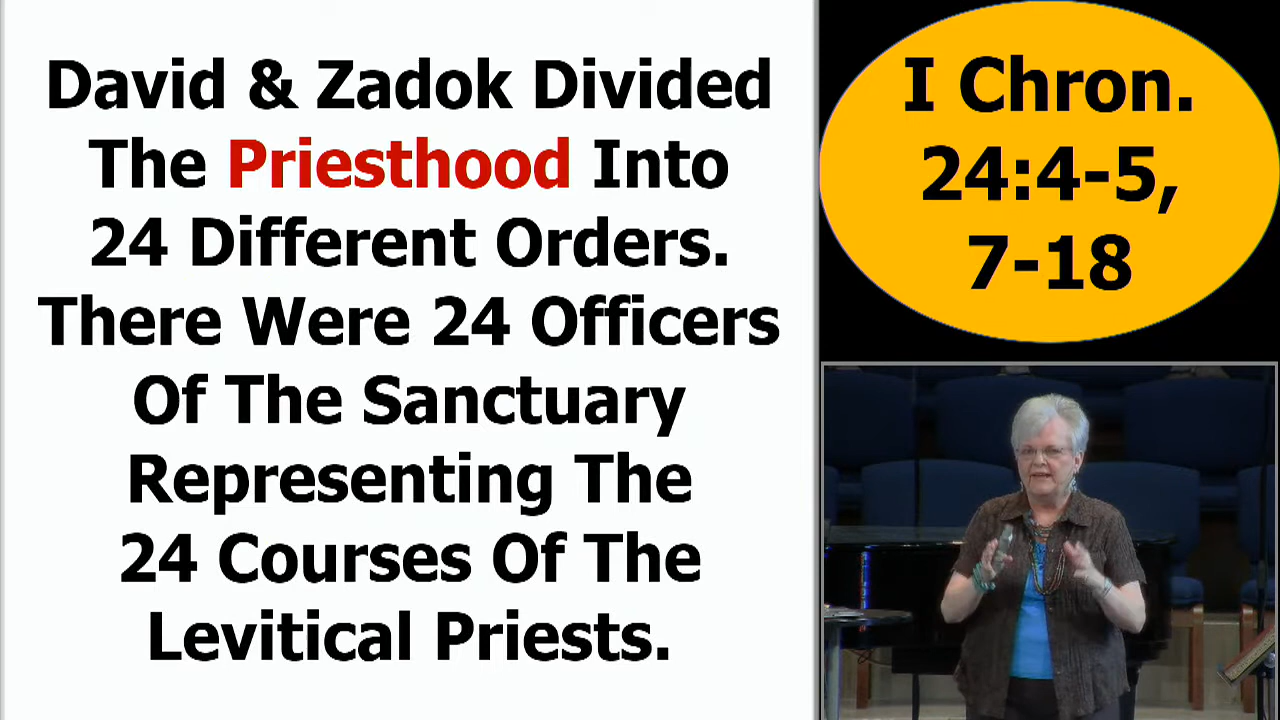 David & Zadok Divided
The Priesthood Into
24 Different Orders.
There Were 24 Officers
Of The Sanctuary
Representing The
24 Courses Of The
Levitical Priests.
I Chron.
24:4-5,
7-18